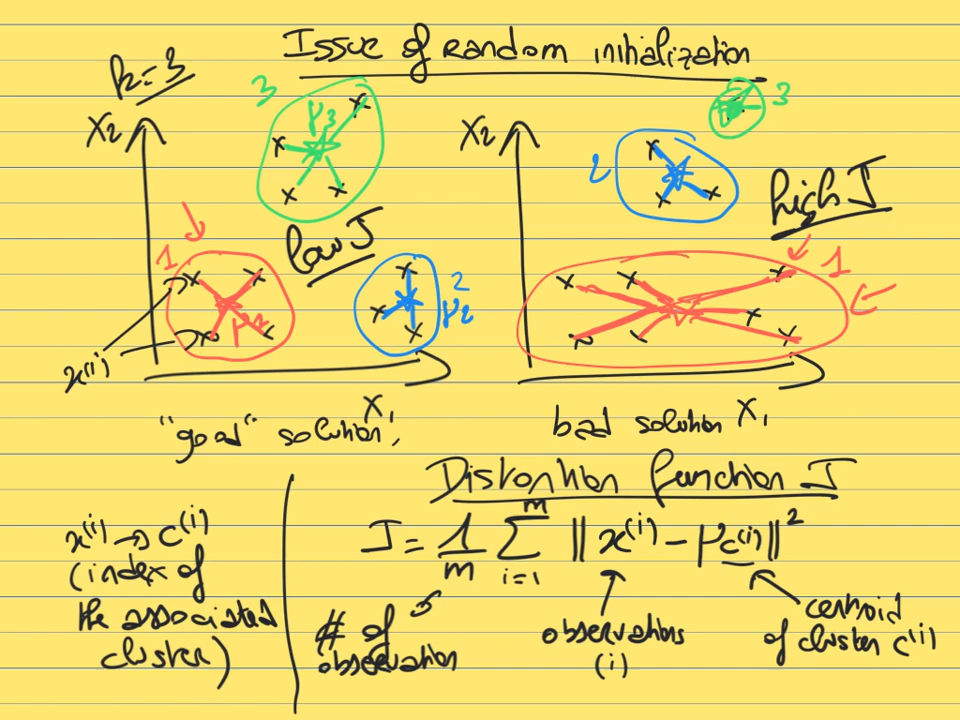 Issue of random initialization
k=3
3
μ3
X2
low J
1
μ1
2
μ2
x(i)
X1
"good" solution
X2
3
2
high J
1
X1
bad solution
Distortion function J
J = 1/m m∑i=1 ‖x(i) - μc(i)‖2
x(i) → c(i)
(index of
the associated
cluster)
# of
observation
observations
(i)
centroid
of cluster c(i)